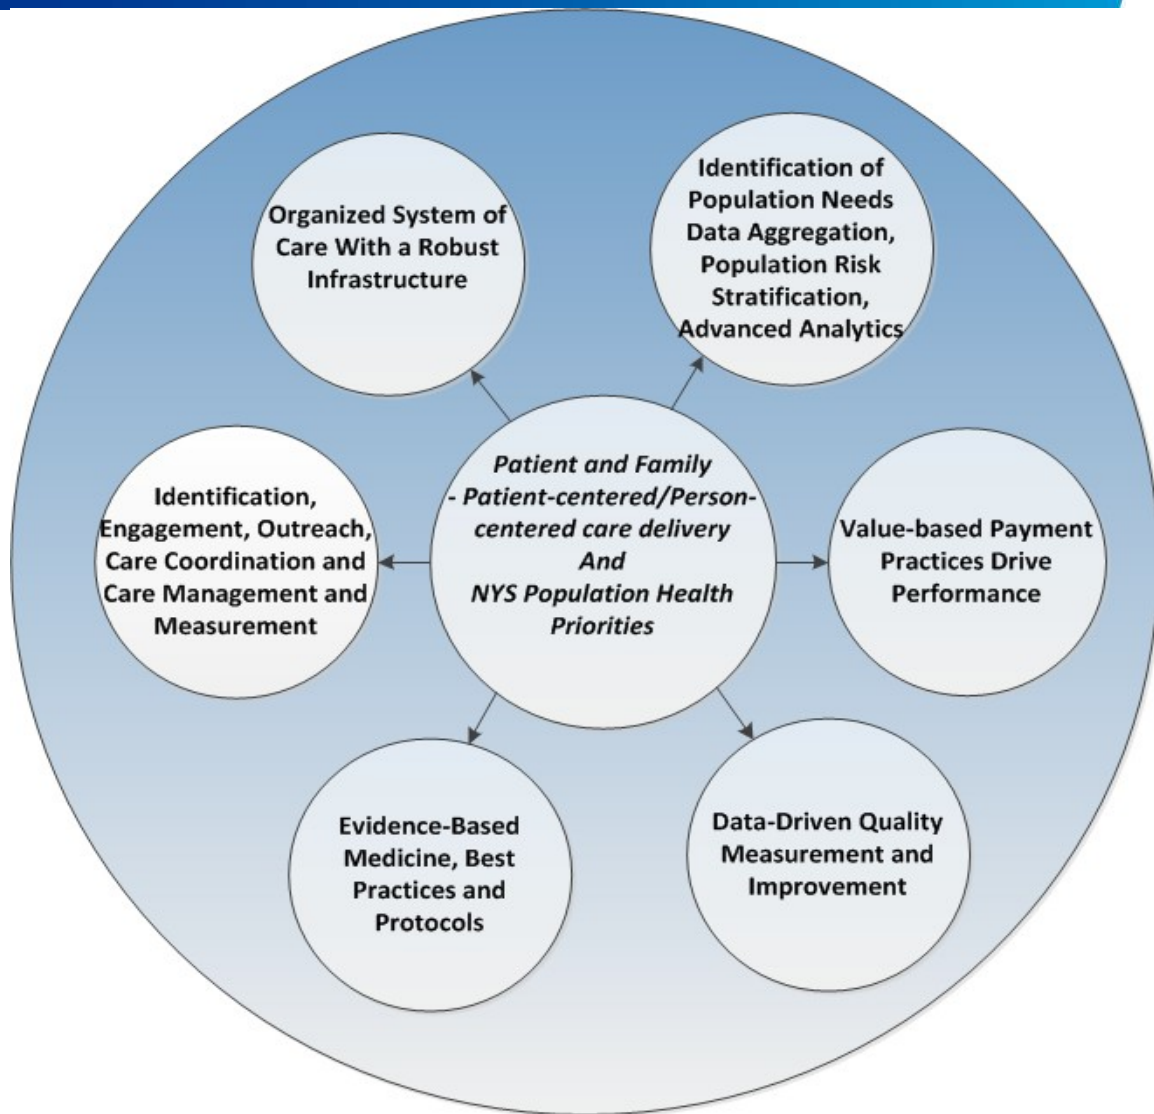 Organized System of
Care With a Robust
Infrastructure
Identification of
Population Needs
Data Aggregation,
Population Risk
Stratification,
Advanced Analytics
Identification,
Engagement, Outreach,
Care Coordination and
Care Management and
Measurement
Patient and Family
- Patient-centered/Person-
centered care delivery
And
NYS Population Health
Priorities
Value-based Payment
Practices Drive
Performance
Evidence-Based
Medicine, Best
Practices and
Protocols
Data-Driven Quality
Measurement and
Improvement